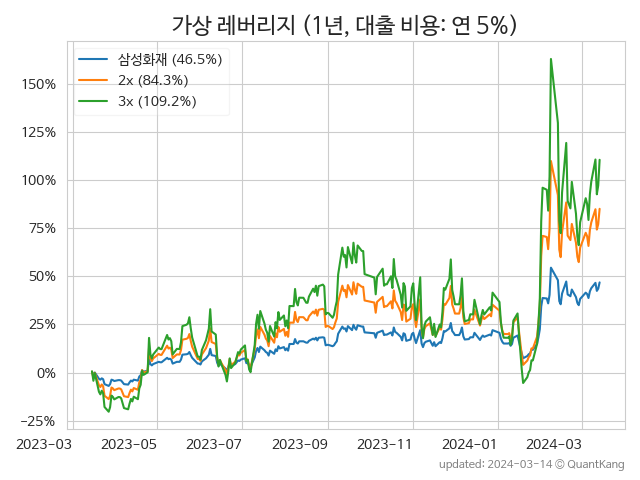 가상 레버리지 (1년, 대출 비용: 연 5%)
삼성화재 (46.5%)
2x (84.3%)
3x (109.2%)
150%
125%
100%
75%
50%
25%
0%
−25%
2023-03 2023-05 2023-07 2023-09 2023-11 2024-01 2024-03
updated: 2024-03-14 © QuantKang